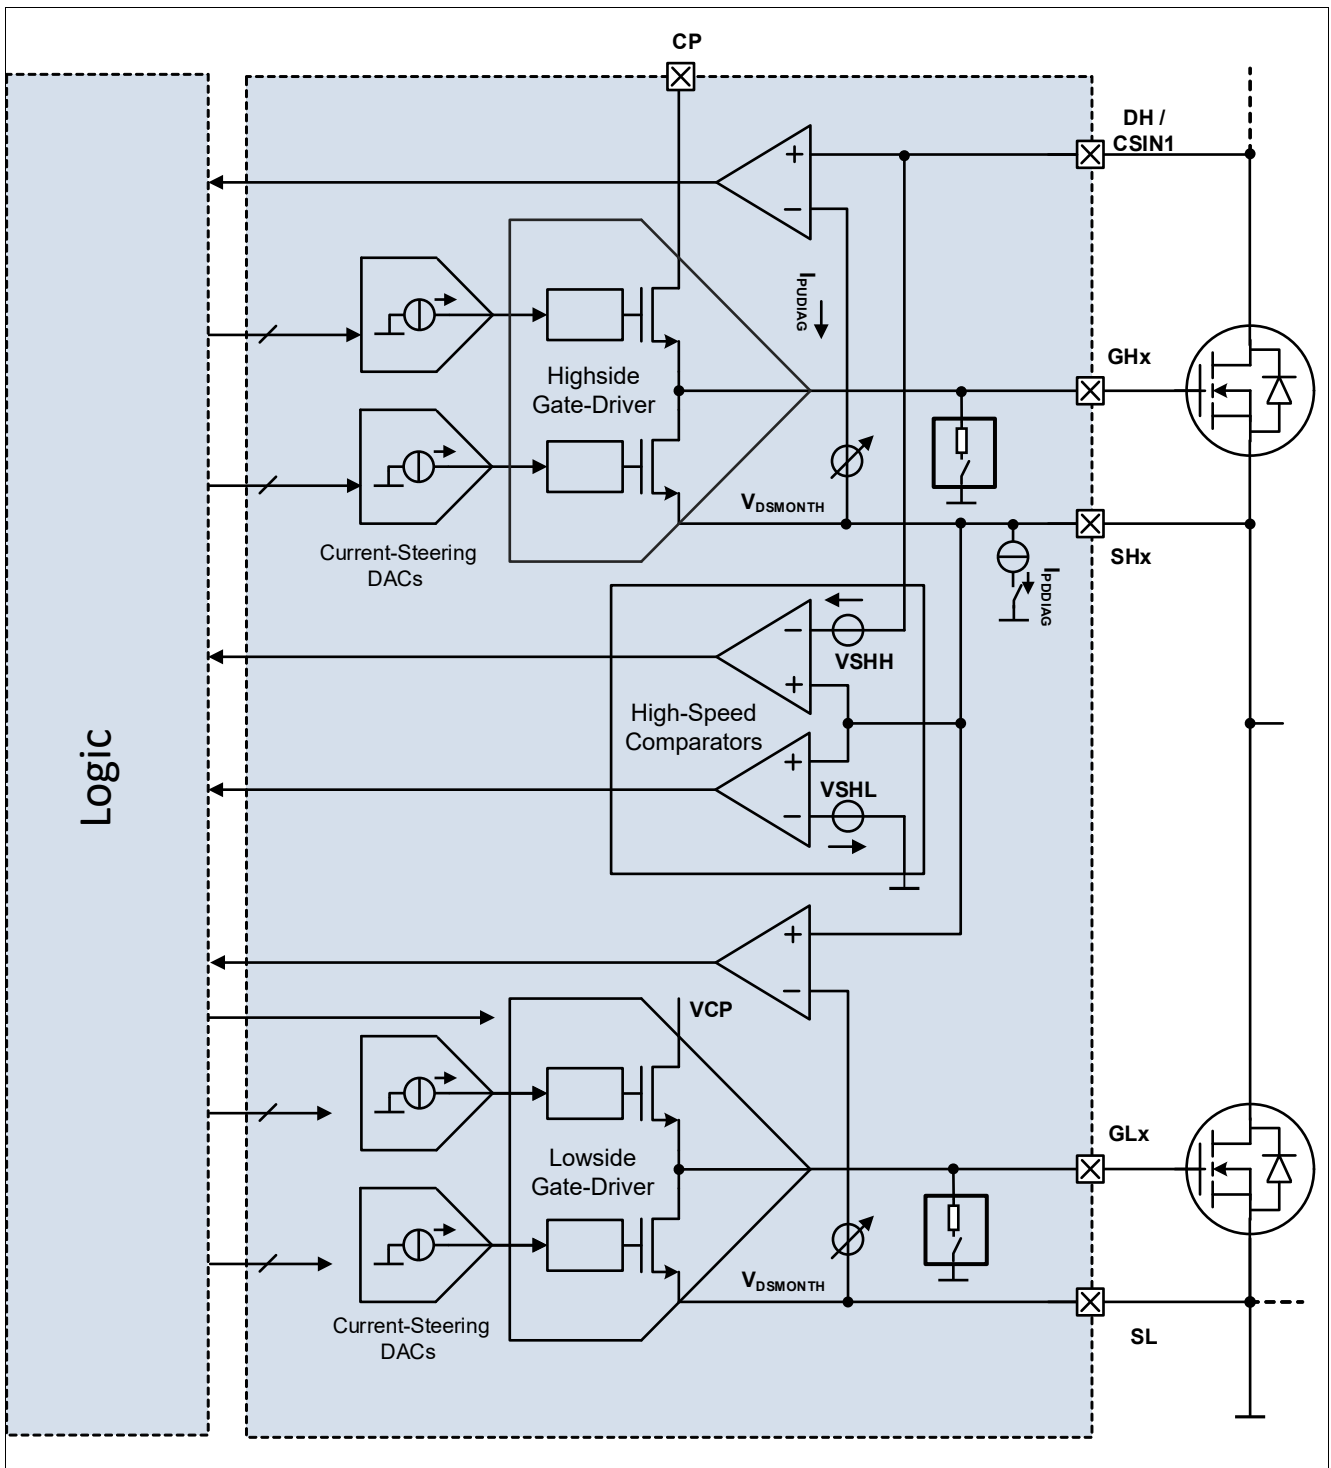 CP
DH /
CSIN1
+
−
IPUDIAG
GHx
Highside
Gate-Driver
VDSMONTH
SHx
Current-Steering
DACs
IPDDIAG
−
VSHH
+
High-Speed
Comparators
+
VSHL
−
Logic
+
−
VCP
GLx
Lowside
Gate-Driver
VDSMONTH
SL
Current-Steering
DACs